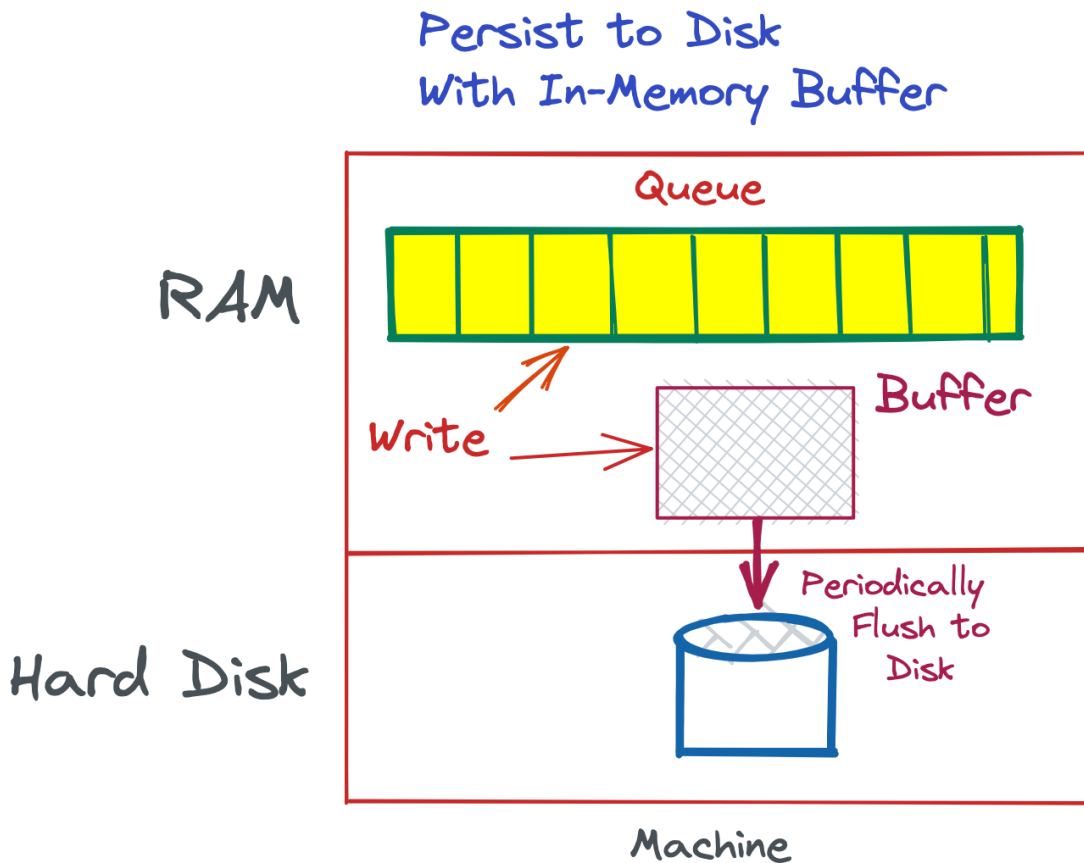 Persist to Disk
With In-Memory Buffer
Queue
RAM
Buffer
Write
Periodically
Flush to
Disk
Hard Disk
Machine